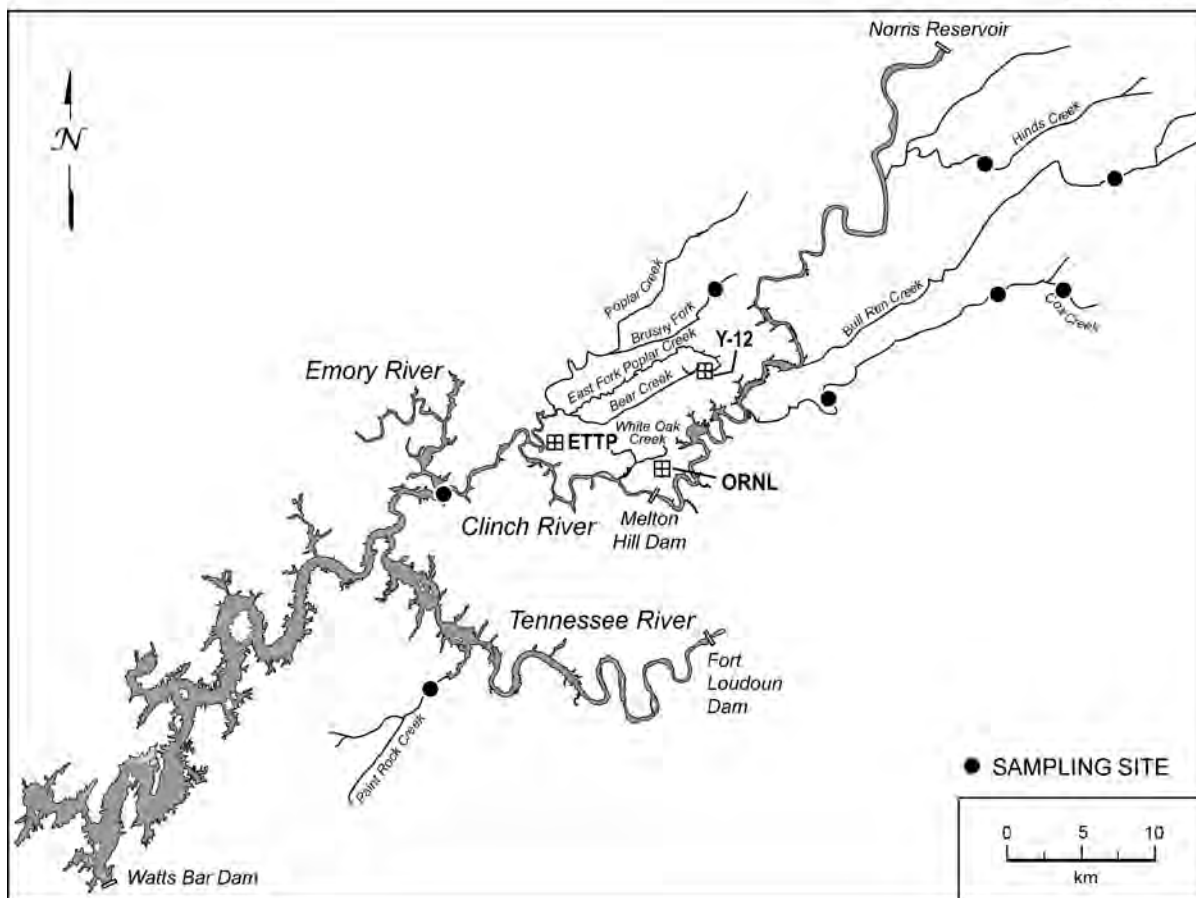 Norris Reservoir
N
Hinds Creek
Poplar Creek
Brushy Fork
Bull Run Creek
Cox Creek
Y-12
East Fork Poplar Creek
Emory River
Bear Creek
White Oak
Creek
ETTP
ORNL
Clinch River
Melton
Hill Dam
Tennessee River
Fort
Loudoun
Dam
Paint Rock Creek
SAMPLING SITE
0 5 10
km
Watts Bar Dam